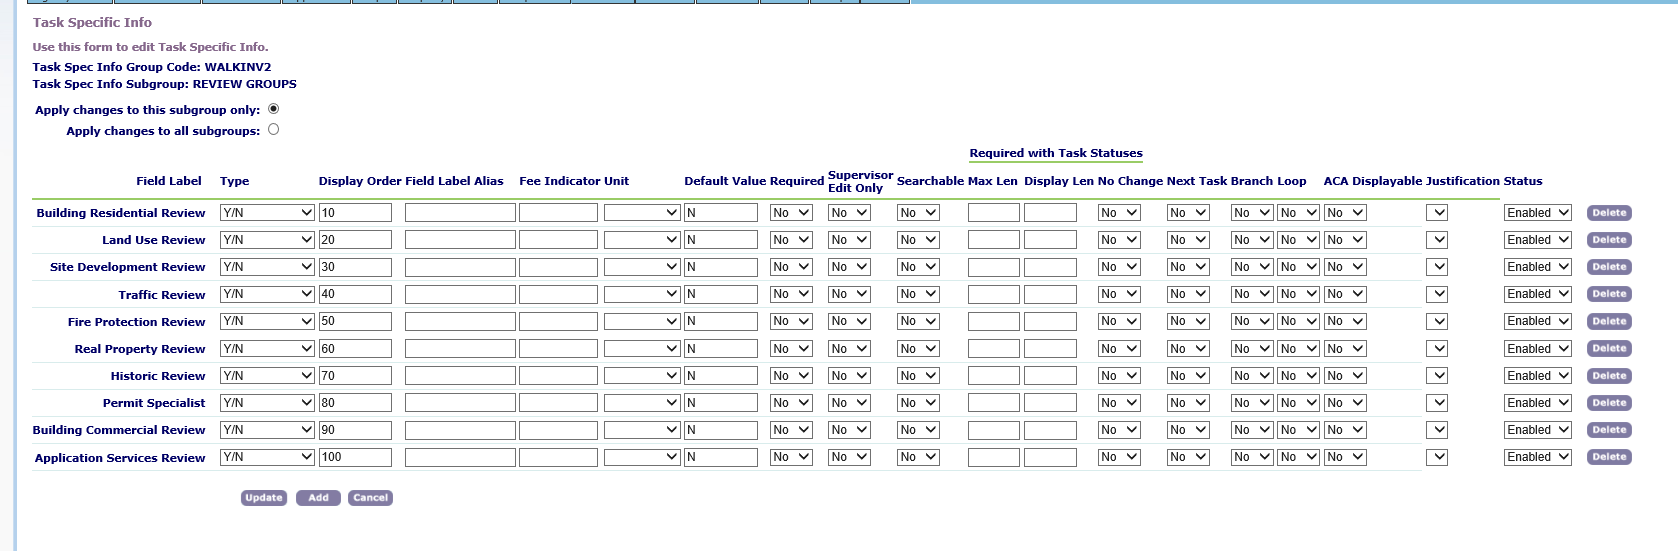 Task Specific Info
Use this form to edit Task Specific Info.
Task Spec Info Group Code: WALKINV2
Task Spec Info Subgroup: REVIEW GROUPS
Apply changes to this subgroup only:
Apply changes to all subgroups:
Required with Task Statuses
Field Label Type Display Order Field Label Alias Fee Indicator Unit Default Value Required Supervisor Edit Only Searchable Max Len Display Len No Change Next Task Branch Loop ACA Displayable Justification Status
Building Residential Review Y/N 10 N No No No No No No No No Enabled Delete
Land Use Review Y/N 20 N No No No No No No No No Enabled Delete
Site Development Review Y/N 30 N No No No No No No No No Enabled Delete
Traffic Review Y/N 40 N No No No No No No No No Enabled Delete
Fire Protection Review Y/N 50 N No No No No No No No No Enabled Delete
Real Property Review Y/N 60 N No No No No No No No No Enabled Delete
Historic Review Y/N 70 N No No No No No No No No Enabled Delete
Permit Specialist Y/N 80 N No No No No No No No No Enabled Delete
Building Commercial Review Y/N 90 N No No No No No No No No Enabled Delete
Application Services Review Y/N 100 N No No No No No No No No Enabled Delete
Update Add Cancel